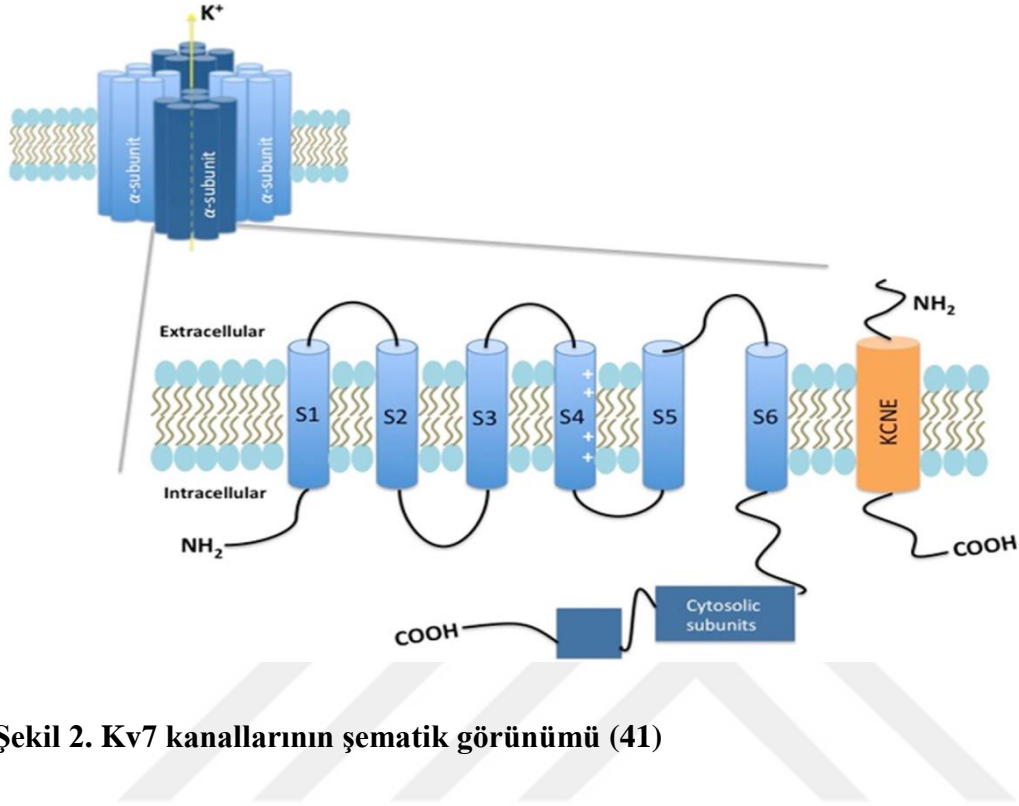 K⁺
α-subunit
α-subunit
α-subunit
NH₂
Extracellular
S1
S2
S3
S4
S5
S6
KCNE
+
+
+
+
Intracellular
NH₂
COOH
Cytosolic
subunits
COOH
Şekil 2. Kv7 kanallarının şematik görünümü (41)